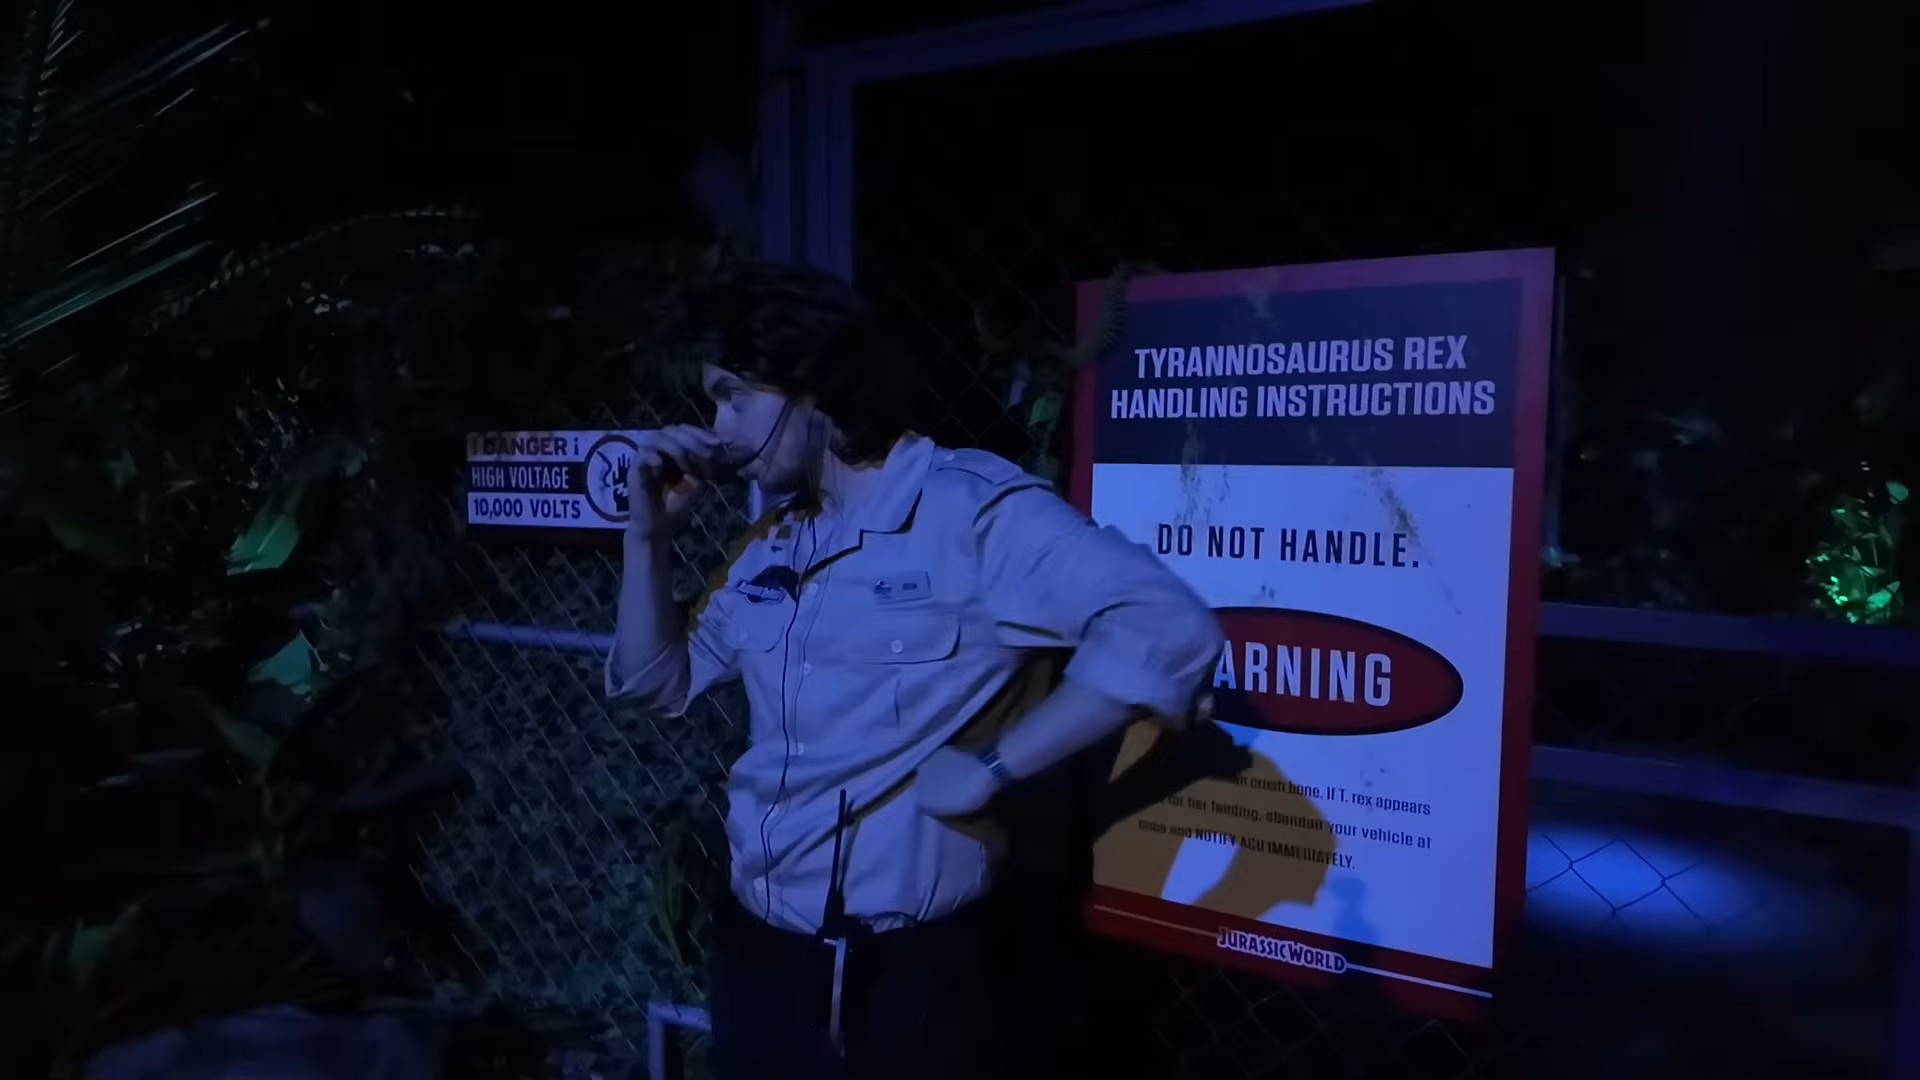 ¡ DANGER ¡
HIGH VOLTAGE
10,000 VOLTS
TYRANNOSAURUS REX
HANDLING INSTRUCTIONS
DO NOT HANDLE.
ARNING
crush bone. If T. rex appears
for her feeding, abandon your vehicle at
once and NOTIFY ACU IMMEDIATELY.
JURASSIC WORLD